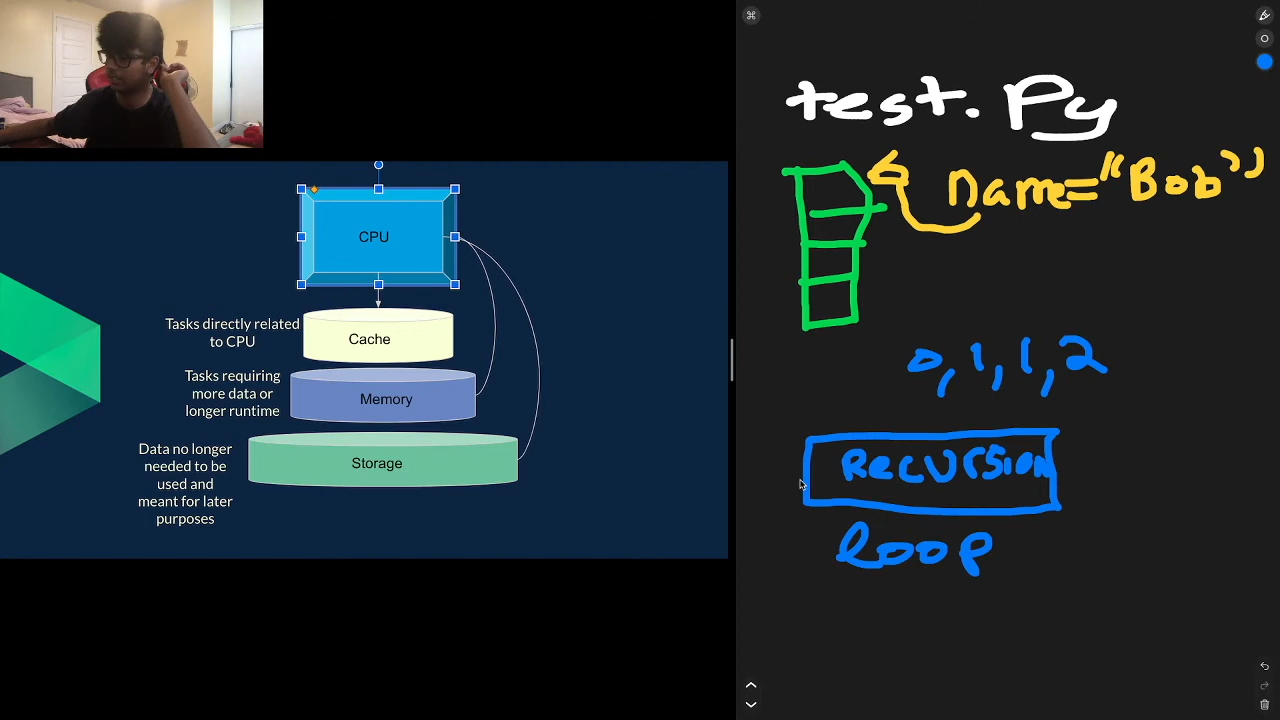 CPU
Tasks directly related
to CPU
Cache
Tasks requiring
more data or
longer runtime
Memory
Data no longer
needed to be
used and
meant for later
purposes
Storage
test.Py
name="Bob"
0,1,1,2
Recursion
loop